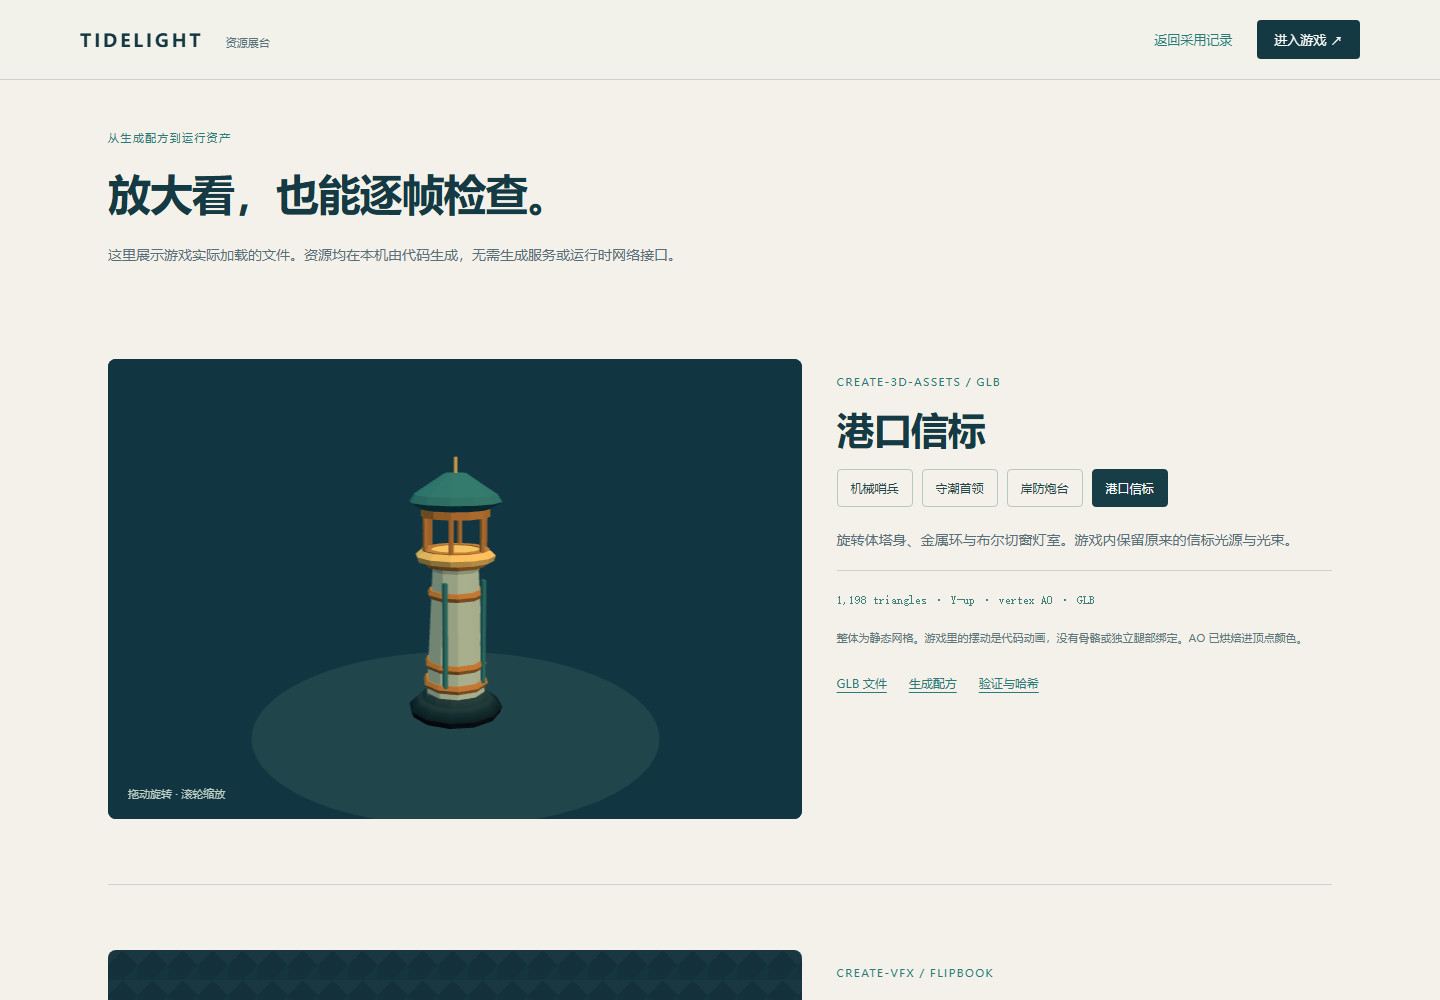 TIDELIGHT 资源展台
返回采用记录 进入游戏 ↗
从生成配方到运行资产
放大看，也能逐帧检查。
这里展示游戏实际加载的文件。资源均在本机由代码生成，无需生成服务或运行时网络接口。
拖动旋转 · 滚轮缩放
CREATE-3D-ASSETS / GLB
港口信标
机械哨兵 守潮首领 岸防炮台 港口信标
旋转体塔身、金属环与布尔切窗灯室。游戏内保留原来的信标光源与光束。
1,198 triangles · Y-up · vertex AO · GLB
整体为静态网格。游戏里的摆动是代码动画，没有骨骼或独立腿部绑定。AO 已烘焙进顶点颜色。
GLB 文件 生成配方 验证与哈希
CREATE-VFX / FLIPBOOK